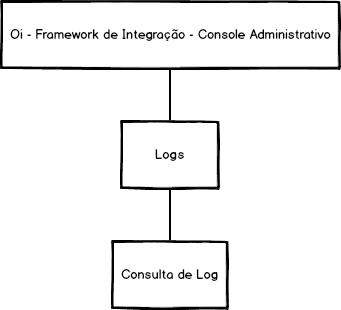 Oi - Framework de Integração - Console Administrativo
Logs
Consulta de Log